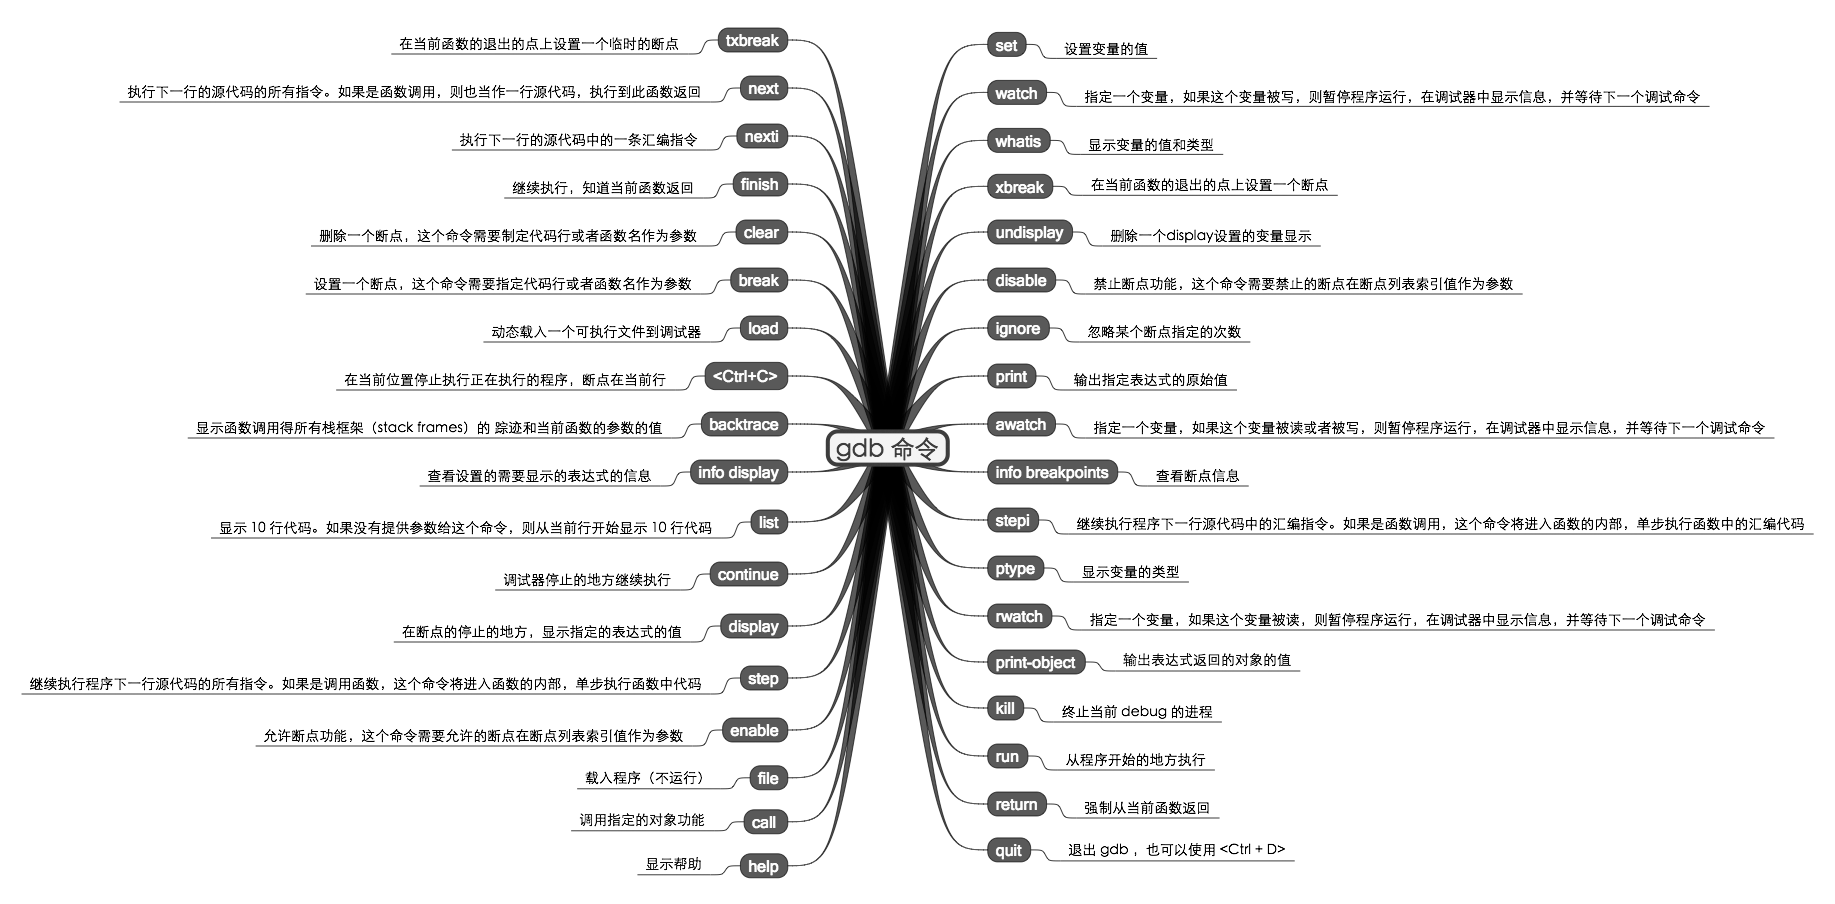 gdb 命令
txbreak
在当前函数的退出的点上设置一个临时的断点
next
执行下一行的源代码的所有指令。如果是函数调用，则也当作一行源代码，执行到此函数返回
nexti
执行下一行的源代码中的一条汇编指令
finish
继续执行，知道当前函数返回
clear
删除一个断点，这个命令需要制定代码行或者函数名作为参数
break
设置一个断点，这个命令需要指定代码行或者函数名作为参数
load
动态载入一个可执行文件到调试器
<Ctrl+C>
在当前位置停止执行正在执行的程序，断点在当前行
backtrace
显示函数调用得所有栈框架（stack frames）的 踪迹和当前函数的参数的值
info display
查看设置的需要显示的表达式的信息
list
显示 10 行代码。如果没有提供参数给这个命令，则从当前行开始显示 10 行代码
continue
调试器停止的地方继续执行
display
在断点的停止的地方，显示指定的表达式的值
step
继续执行程序下一行源代码的所有指令。如果是调用函数，这个命令将进入函数的内部，单步执行函数中代码
enable
允许断点功能，这个命令需要允许的断点在断点列表索引值作为参数
file
载入程序（不运行）
call
调用指定的对象功能
help
显示帮助
set
设置变量的值
watch
指定一个变量，如果这个变量被写，则暂停程序运行，在调试器中显示信息，并等待下一个调试命令
whatis
显示变量的值和类型
xbreak
在当前函数的退出的点上设置一个断点
undisplay
删除一个display设置的变量显示
disable
禁止断点功能，这个命令需要禁止的断点在断点列表索引值作为参数
ignore
忽略某个断点指定的次数
print
输出指定表达式的原始值
awatch
指定一个变量，如果这个变量被读或者被写，则暂停程序运行，在调试器中显示信息，并等待下一个调试命令
info breakpoints
查看断点信息
stepi
继续执行程序下一行源代码中的汇编指令。如果是函数调用，这个命令将进入函数的内部，单步执行函数中的汇编代码
ptype
显示变量的类型
rwatch
指定一个变量，如果这个变量被读，则暂停程序运行，在调试器中显示信息，并等待下一个调试命令
print-object
输出表达式返回的对象的值
kill
终止当前 debug 的进程
run
从程序开始的地方执行
return
强制从当前函数返回
quit
退出 gdb ，也可以使用 <Ctrl + D>